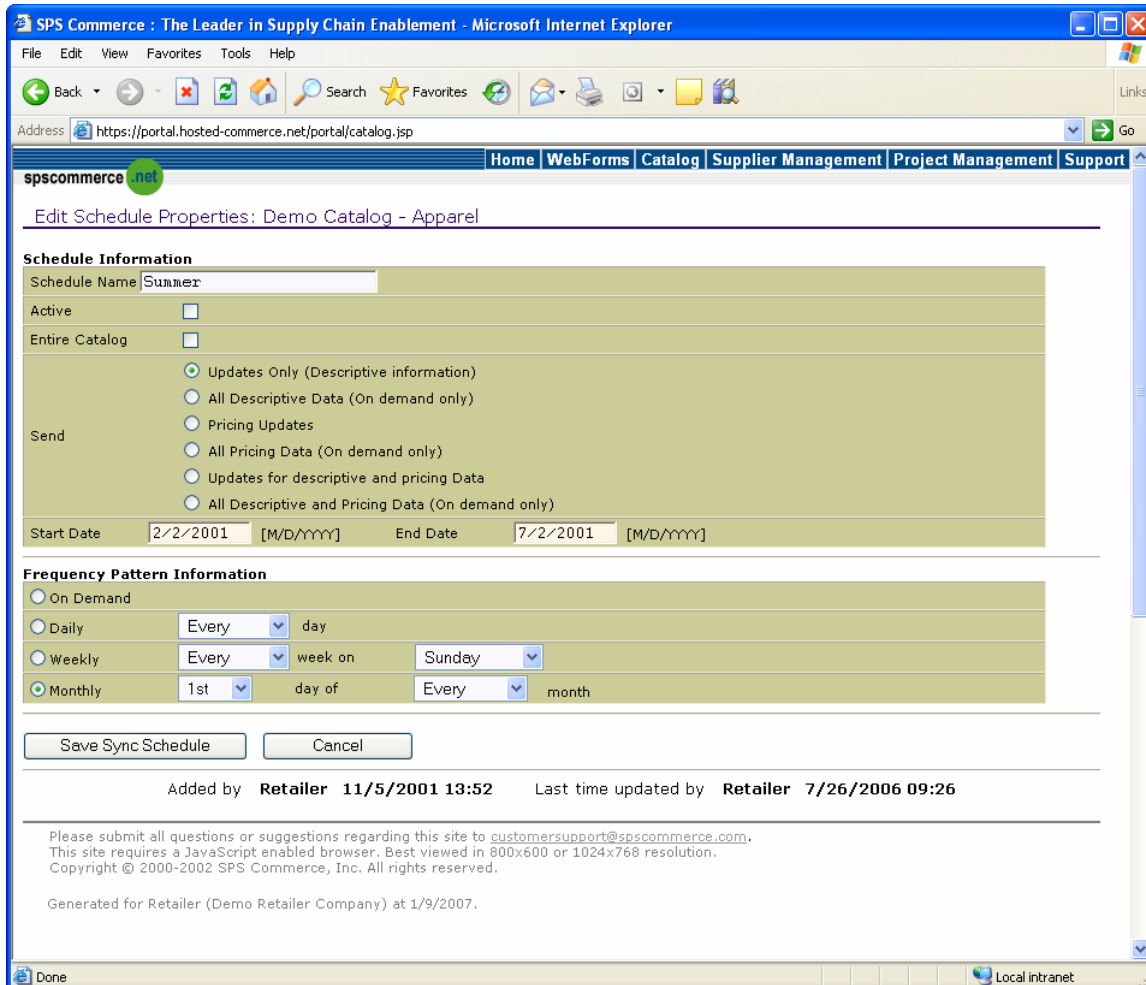 SPS Commerce : The Leader in Supply Chain Enablement - Microsoft Internet Explorer
File Edit View Favorites Tools Help
Back Search Favorites Links
Address https://portal.hosted-commerce.net/portal/catalog.jsp Go
Home WebForms Catalog Supplier Management Project Management Support
spscommerce .net
Edit Schedule Properties: Demo Catalog - Apparel
Schedule Information
Schedule Name Summer
Active
Entire Catalog
Send
Updates Only (Descriptive information)
All Descriptive Data (On demand only)
Pricing Updates
All Pricing Data (On demand only)
Updates for descriptive and pricing Data
All Descriptive and Pricing Data (On demand only)
Start Date 2/2/2001 [M/D/YYYY] End Date 7/2/2001 [M/D/YYYY]
Frequency Pattern Information
On Demand
Daily Every day
Weekly Every week on Sunday
Monthly 1st day of Every month
Save Sync Schedule Cancel
Added by Retailer 11/5/2001 13:52 Last time updated by Retailer 7/26/2006 09:26
Please submit all questions or suggestions regarding this site to customersupport@spscommerce.com.
This site requires a JavaScript enabled browser. Best viewed in 800x600 or 1024x768 resolution.
Copyright © 2000-2002 SPS Commerce, Inc. All rights reserved.
Generated for Retailer (Demo Retailer Company) at 1/9/2007.
Done Local intranet